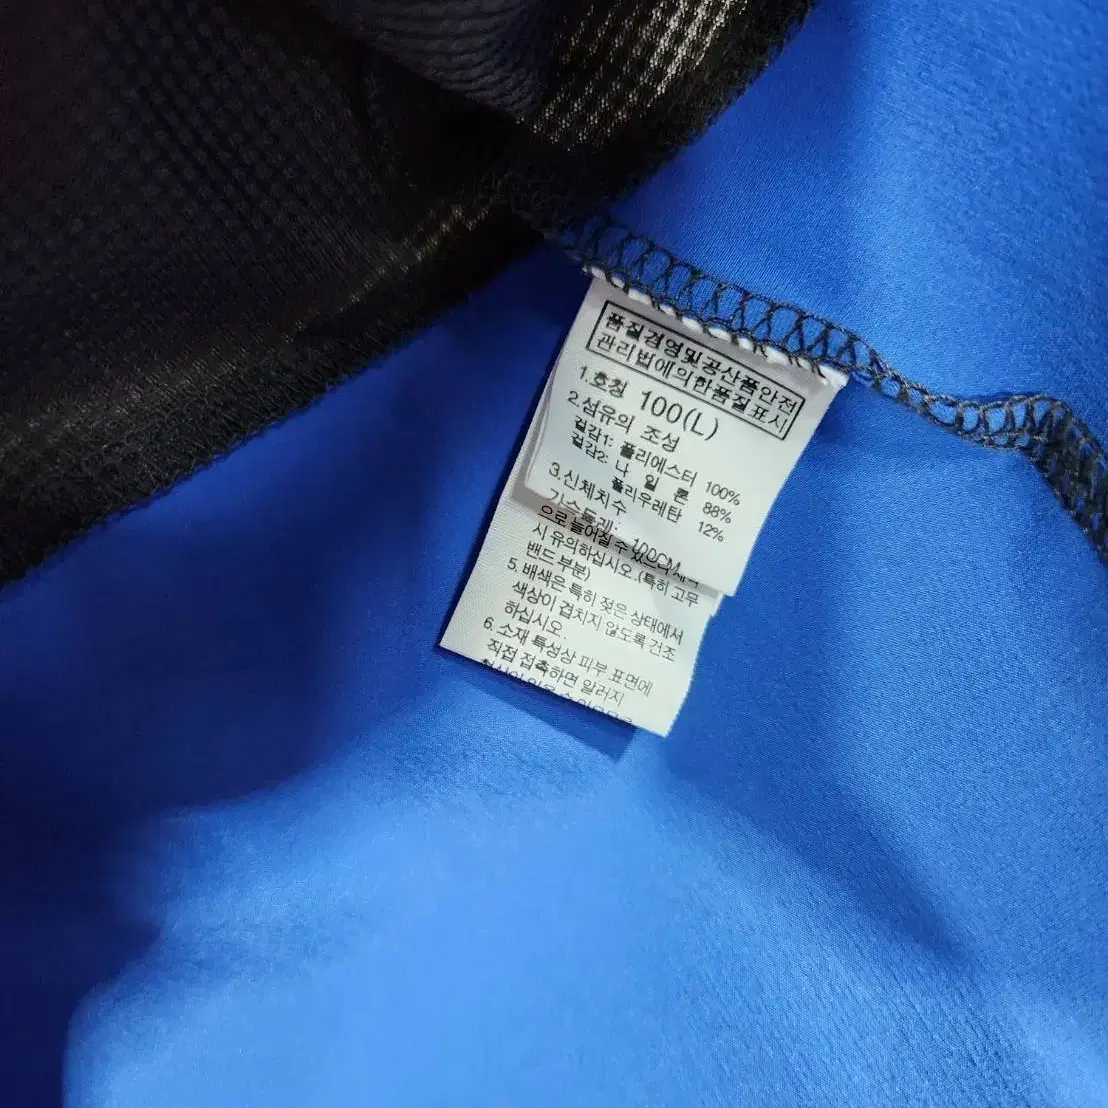 품질경영및공산품안전
관리법에의한품질표시
1.호칭 100(L)
2.섬유의 조성
겉감1: 폴리에스터 100%
겉감2: 나 일 론 88%
폴리우레탄 12%
3.신체치수
가슴둘레: 100CM
으로 늘어질 수
시 유의하십시오.(특히 고무
밴드 부분)
5. 배색은 특히 젖은 상태에서
색상이 겹치지 않도록 건조
하십시오.
6. 소재 특성상 피부 표면에
직접 접촉하면 알러지